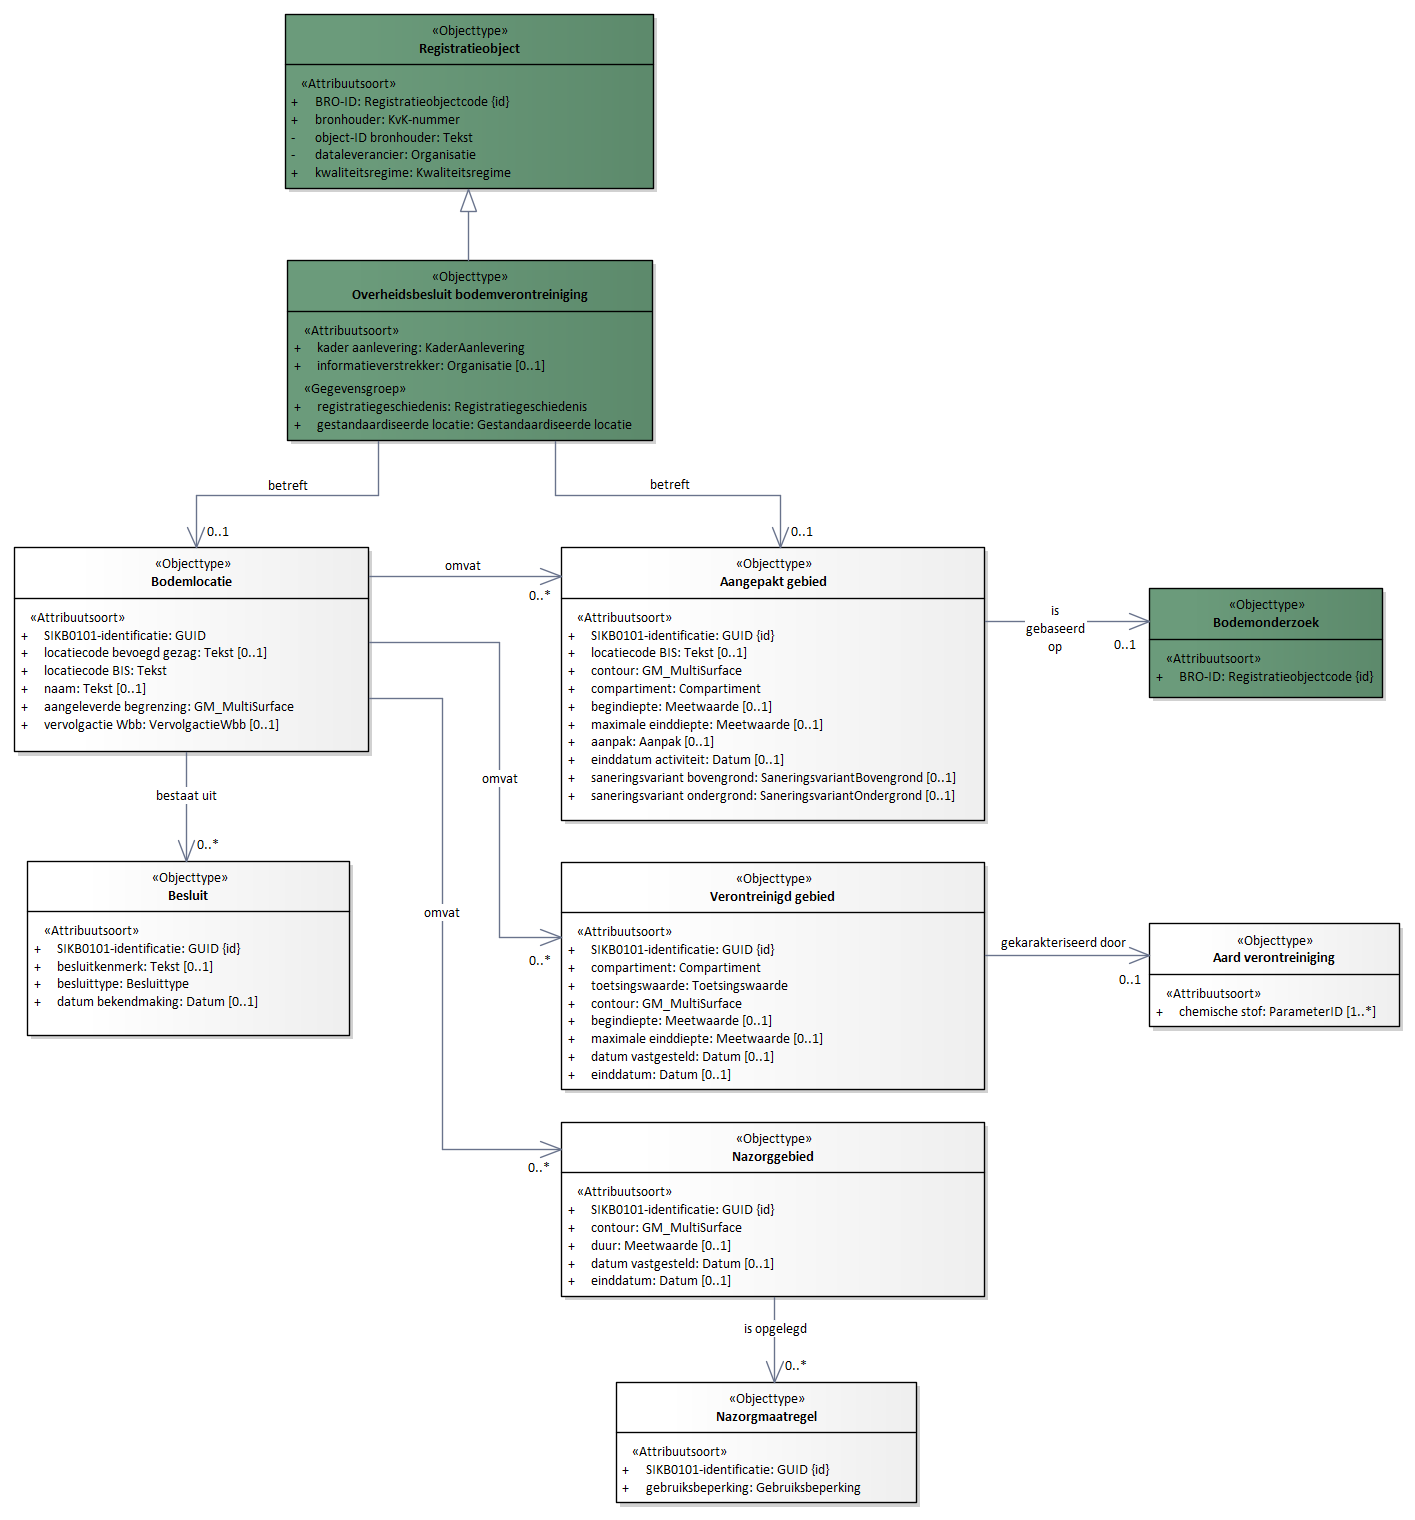 «Objecttype»
Registratieobject
«Attribuutsoort»
+ BRO-ID: Registratieobjectcode {id}
+ bronhouder: KvK-nummer
- object-ID bronhouder: Tekst
- dataleverancier: Organisatie
+ kwaliteitsregime: Kwaliteitsregime
«Objecttype»
Overheidsbesluit bodemverontreiniging
«Attribuutsoort»
+ kader aanlevering: KaderAanlevering
+ informatieverstrekker: Organisatie [0..1]
«Gegevensgroep»
+ registratiegeschiedenis: Registratiegeschiedenis
+ gestandaardiseerde locatie: Gestandaardiseerde locatie
betreft
0..1
betreft
0..1
«Objecttype»
Bodemlocatie
«Attribuutsoort»
+ SIKB0101-identificatie: GUID
+ locatiecode bevoegd gezag: Tekst [0..1]
+ locatiecode BIS: Tekst
+ naam: Tekst [0..1]
+ aangeleverde begrenzing: GM_MultiSurface
+ vervolgactie Wbb: VervolgactieWbb [0..1]
omvat
0..*
«Objecttype»
Aangepakt gebied
«Attribuutsoort»
+ SIKB0101-identificatie: GUID {id}
+ locatiecode BIS: Tekst [0..1]
+ contour: GM_MultiSurface
+ compartiment: Compartiment
+ begindiepte: Meetwaarde [0..1]
+ maximale einddiepte: Meetwaarde [0..1]
+ aanpak: Aanpak [0..1]
+ einddatum activiteit: Datum [0..1]
+ saneringsvariant bovengrond: SaneringsvariantBovengrond [0..1]
+ saneringsvariant ondergrond: SaneringsvariantOndergrond [0..1]
is
gebaseerd
op
0..1
«Objecttype»
Bodemonderzoek
«Attribuutsoort»
+ BRO-ID: Registratieobjectcode {id}
bestaat uit
0..*
«Objecttype»
Besluit
«Attribuutsoort»
+ SIKB0101-identificatie: GUID {id}
+ besluitkenmerk: Tekst [0..1]
+ besluittype: Besluittype
+ datum bekendmaking: Datum [0..1]
omvat
0..*
«Objecttype»
Verontreinigd gebied
«Attribuutsoort»
+ SIKB0101-identificatie: GUID {id}
+ compartiment: Compartiment
+ toetsingswaarde: Toetsingswaarde
+ contour: GM_MultiSurface
+ begindiepte: Meetwaarde [0..1]
+ maximale einddiepte: Meetwaarde [0..1]
+ datum vastgesteld: Datum [0..1]
+ einddatum: Datum [0..1]
gekarakteriseerd door
0..1
«Objecttype»
Aard verontreiniging
«Attribuutsoort»
+ chemische stof: ParameterID [1..*]
omvat
0..*
«Objecttype»
Nazorggebied
«Attribuutsoort»
+ SIKB0101-identificatie: GUID {id}
+ contour: GM_MultiSurface
+ duur: Meetwaarde [0..1]
+ datum vastgesteld: Datum [0..1]
+ einddatum: Datum [0..1]
is opgelegd
0..*
«Objecttype»
Nazorgmaatregel
«Attribuutsoort»
+ SIKB0101-identificatie: GUID {id}
+ gebruiksbeperking: Gebruiksbeperking